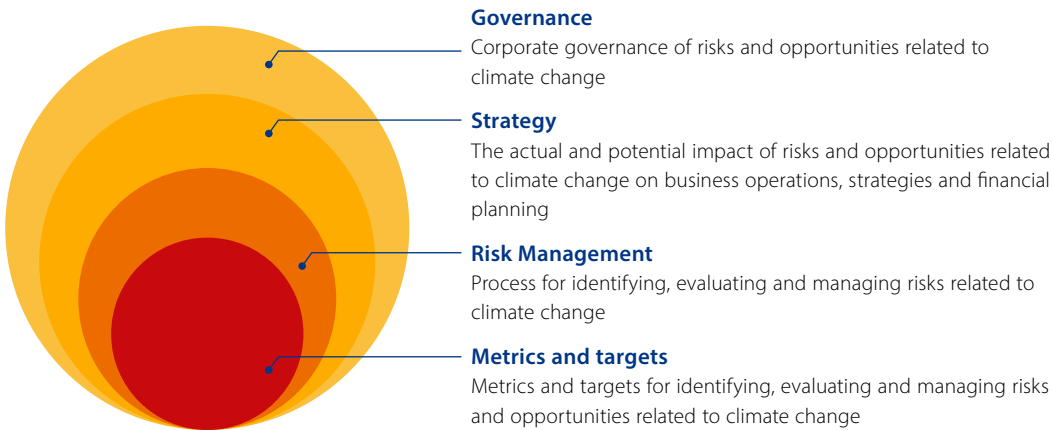 Governance
Corporate governance of risks and opportunities related to
climate change
Strategy
The actual and potential impact of risks and opportunities related
to climate change on business operations, strategies and financial
planning
Risk Management
Process for identifying, evaluating and managing risks related to
climate change
Metrics and targets
Metrics and targets for identifying, evaluating and managing risks
and opportunities related to climate change